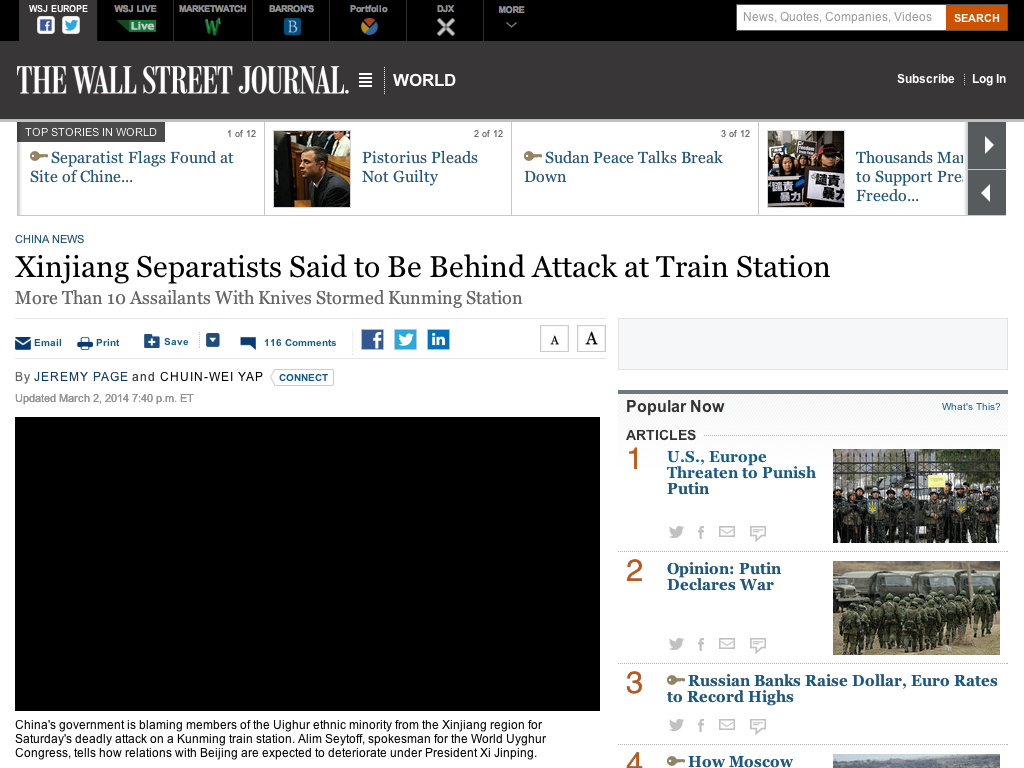 WSJ EUROPE
WSJ LIVE
Live
MARKETWATCH
BARRON'S
B
Portfolio
DJX
MORE
News, Quotes, Companies, Videos
SEARCH
THE WALL STREET JOURNAL.
WORLD
Subscribe
Log In
TOP STORIES IN WORLD
1 of 12
Separatist Flags Found at
Site of Chine...
2 of 12
Pistorius Pleads
Not Guilty
3 of 12
Sudan Peace Talks Break
Down
Thousands Mar
to Support Pre
Freedo...
CHINA NEWS
Xinjiang Separatists Said to Be Behind Attack at Train Station
More Than 10 Assailants With Knives Stormed Kunming Station
Email
Print
Save
116 Comments
A
A
By JEREMY PAGE and CHUIN-WEI YAP
CONNECT
Updated March 2, 2014 7:40 p.m. ET
China's government is blaming members of the Uighur ethnic minority from the Xinjiang region for
Saturday's deadly attack on a Kunming train station. Alim Seytoff, spokesman for the World Uyghur
Congress, tells how relations with Beijing are expected to deteriorate under President Xi Jinping.
Popular Now
What's This?
ARTICLES
1
U.S., Europe
Threaten to Punish
Putin
2
Opinion: Putin
Declares War
3
Russian Banks Raise Dollar, Euro Rates
to Record Highs
4
How Moscow